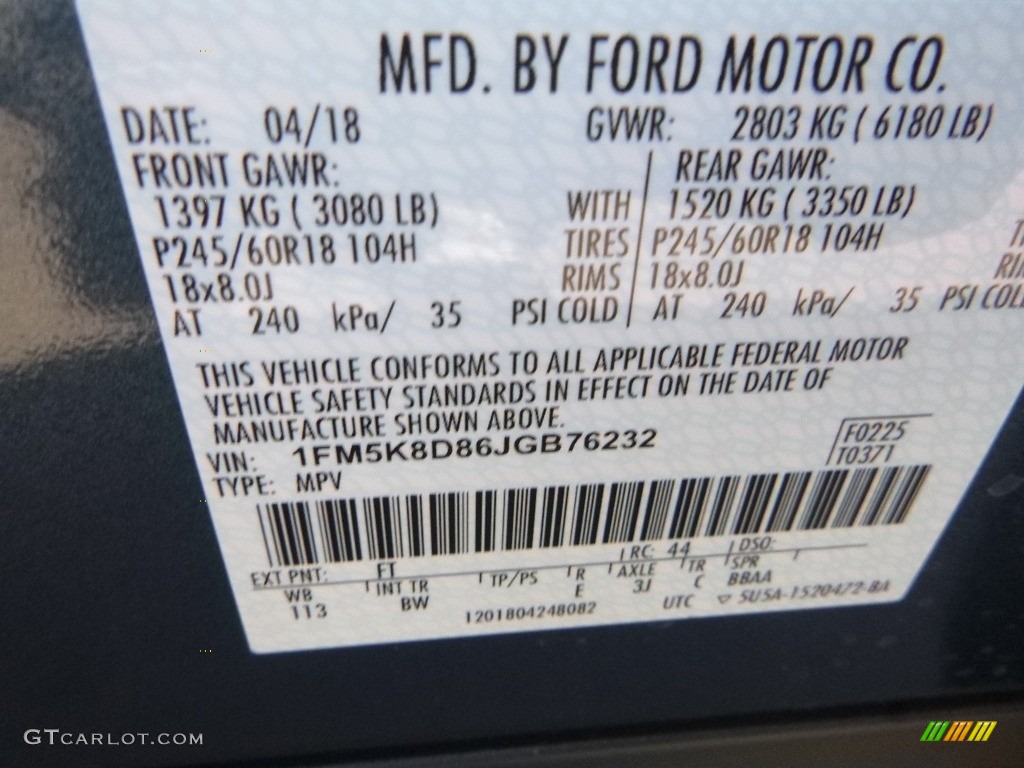 MFD. BY FORD MOTOR CO.
DATE: 04/18 GVWR: 2803 KG ( 6180 LB)
FRONT GAWR: REAR GAWR:
1397 KG ( 3080 LB) WITH 1520 KG ( 3350 LB)
P245/60R18 104H TIRES P245/60R18 104H
18x8.0J RIMS 18x8.0J
AT 240 kPa/ 35 PSI COLD AT 240 kPa/ 35 PSI COL
THIS VEHICLE CONFORMS TO ALL APPLICABLE FEDERAL MOTOR
VEHICLE SAFETY STANDARDS IN EFFECT ON THE DATE OF
MANUFACTURE SHOWN ABOVE.
VIN: 1FM5K8D86JGB76232 F0225
TYPE: MPV T0371
EXT PNT: FT RC: 44 DSO:
WB INT TR TP/PS R E AXLE TR SPR
113 BW 3J C BBAA
1201804248082 UTC ▽ 5U5A-1520472-BA
GTCARLOT.COM